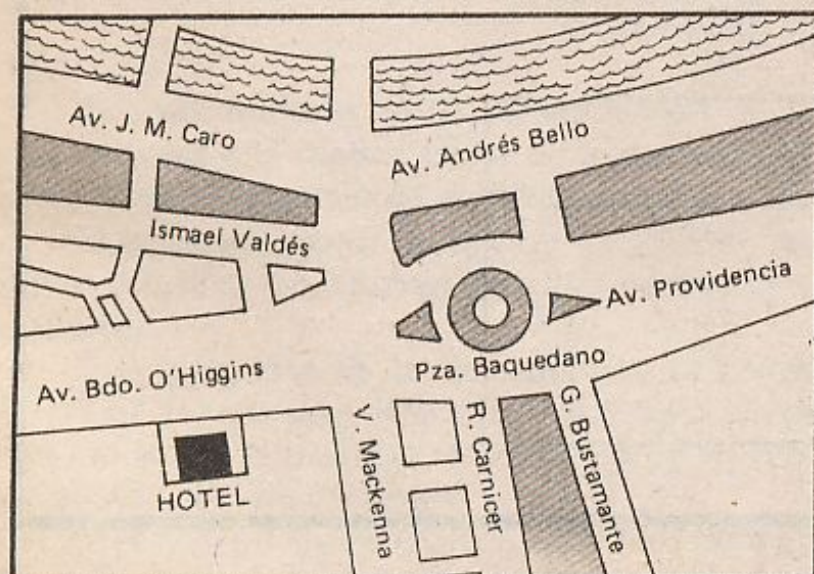 Av. J. M. Caro
Av. Andrés Bello
Ismael Valdés
Av. Providencia
Pza. Baquedano
Av. Bdo. O'Higgins
HOTEL
V. Mackenna
R. Carnicer
G. Bustamante